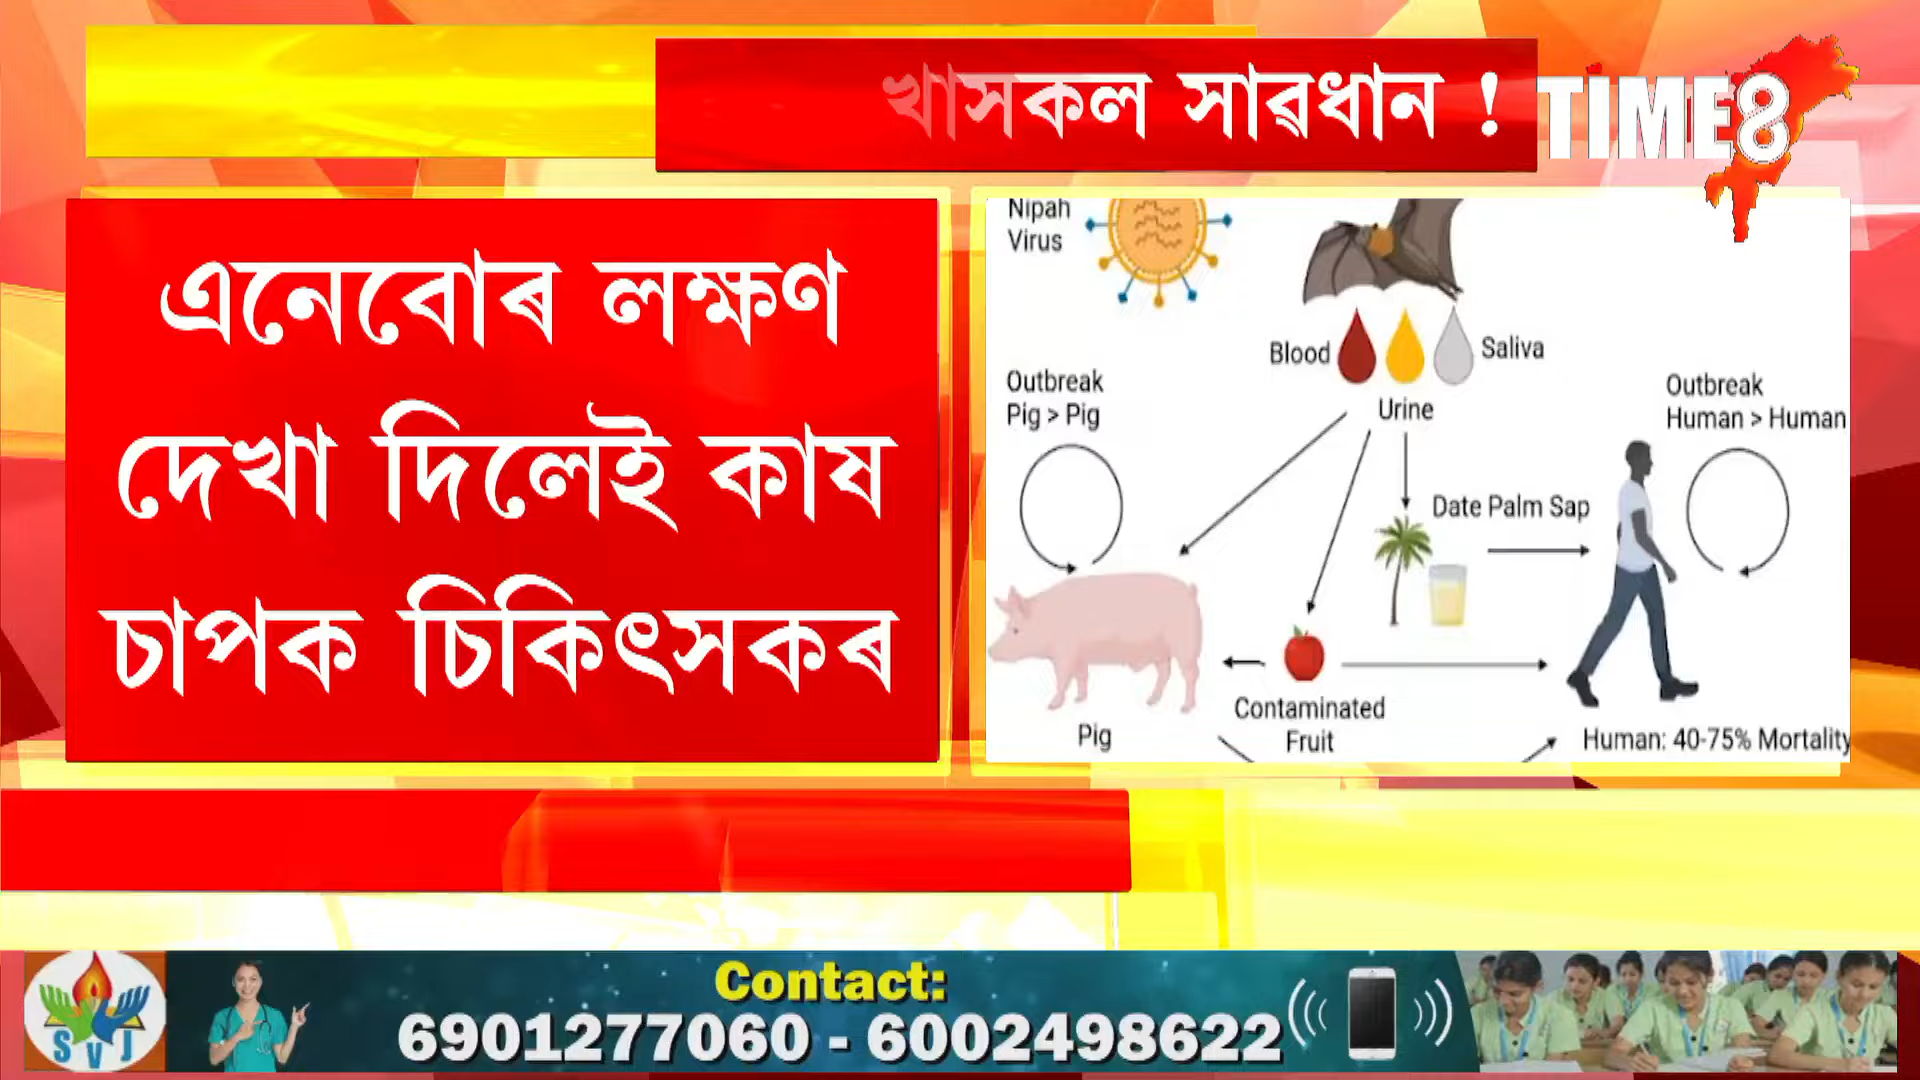 সকল সাৱধান !
TIME8
এনেবোৰ লক্ষণ
দেখা দিলেই কাষ
চাপক চিকিৎসকৰ
Nipah
Virus
Blood
Saliva
Urine
Outbreak
Pig > Pig
Outbreak
Human > Human
Date Palm Sap
Contaminated
Fruit
Pig
Human: 40-75% Mortality
SVJ
Contact:
6901277060 - 6002498622